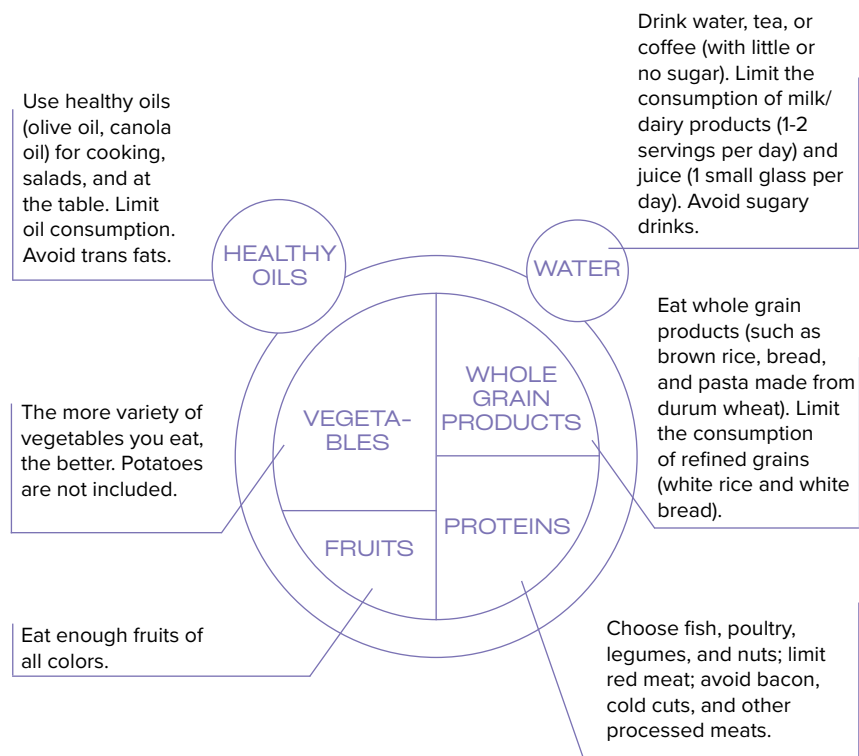 Drink water, tea, or
coffee (with little or
no sugar). Limit the
consumption of milk/
dairy products (1-2
servings per day) and
juice (1 small glass per
day). Avoid sugary
drinks.
Use healthy oils
(olive oil, canola
oil) for cooking,
salads, and at
the table. Limit
oil consumption.
Avoid trans fats.
HEALTHY
OILS
WATER
Eat whole grain
products (such as
brown rice, bread,
and pasta made from
durum wheat). Limit
the consumption
of refined grains
(white rice and white
bread).
WHOLE
GRAIN
PRODUCTS
The more variety of
vegetables you eat,
the better. Potatoes
are not included.
VEGETA-
BLES
PROTEINS
FRUITS
Eat enough fruits of
all colors.
Choose fish, poultry,
legumes, and nuts; limit
red meat; avoid bacon,
cold cuts, and other
processed meats.